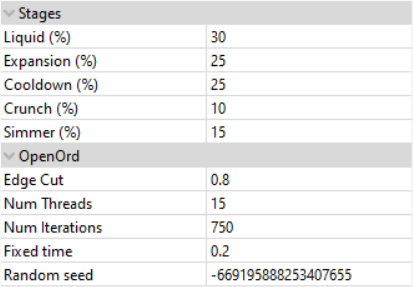 Stages
Liquid (%) 30
Expansion (%) 25
Cooldown (%) 25
Crunch (%) 10
Simmer (%) 15
OpenOrd
Edge Cut 0.8
Num Threads 15
Num Iterations 750
Fixed time 0.2
Random seed -669195888253407655